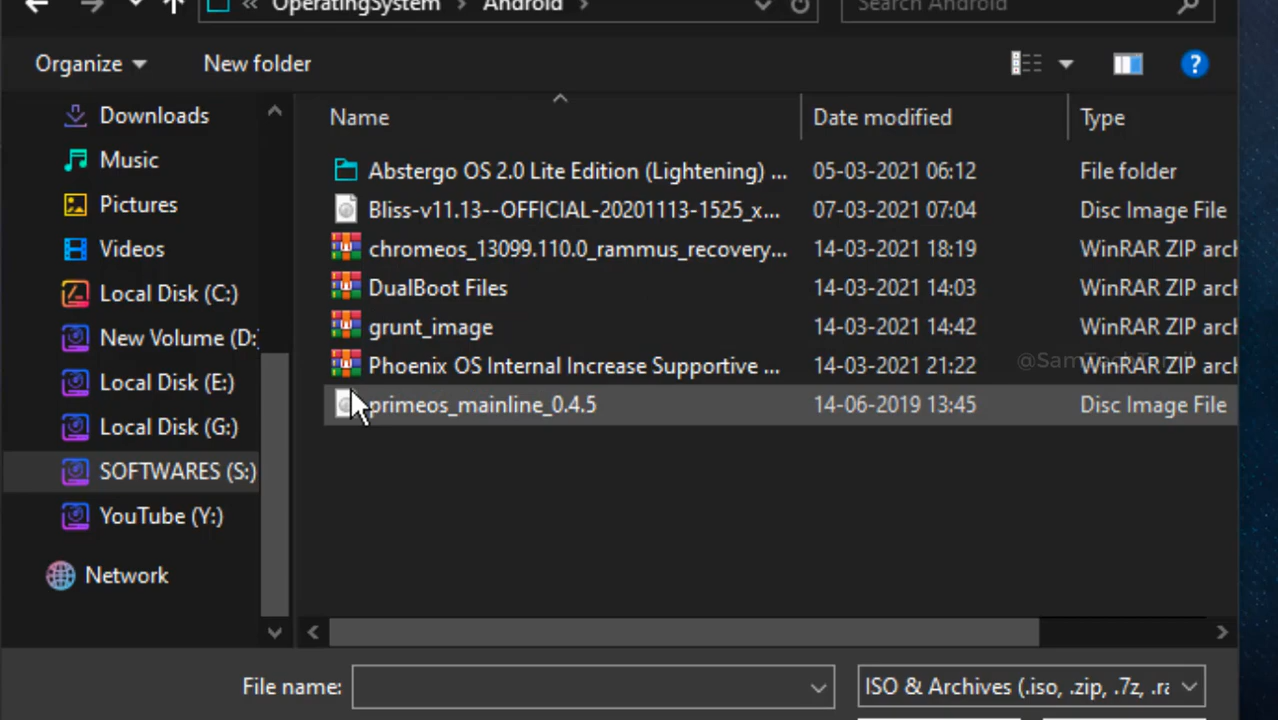 « OperatingSystem > Android >
Search Android
Organize
New folder
?
Downloads
Music
Pictures
Videos
Local Disk (C:)
New Volume (D:
Local Disk (E:)
Local Disk (G:)
SOFTWARES (S:)
YouTube (Y:)
Network
Name Date modified Type
Abstergo OS 2.0 Lite Edition (Lightening) ... 05-03-2021 06:12 File folder
Bliss-v11.13--OFFICIAL-20201113-1525_x... 07-03-2021 07:04 Disc Image File
chromeos_13099.110.0_rammus_recovery... 14-03-2021 18:19 WinRAR ZIP arch
DualBoot Files 14-03-2021 14:03 WinRAR ZIP arch
grunt_image 14-03-2021 14:42 WinRAR ZIP arch
Phoenix OS Internal Increase Supportive ... 14-03-2021 21:22 WinRAR ZIP arch
primeos_mainline_0.4.5 14-06-2019 13:45 Disc Image File
File name:
ISO & Archives (.iso, .zip, .7z, .ra